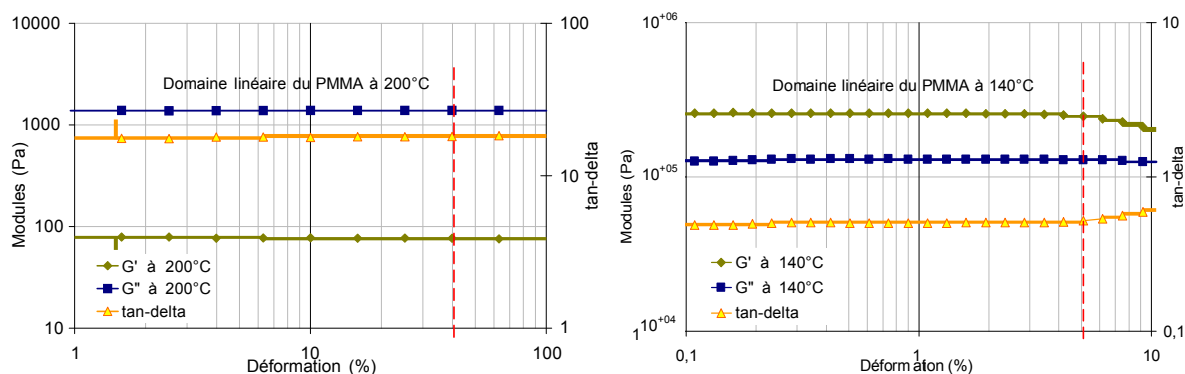 10000
1000
100
10
Modules (Pa)
Domaine linéaire du PMMA à 200°C
G' à 200°C
G" à 200°C
tan-delta
100
10
1
tan-delta
1
10
100
Déformation (%)
10+06
10+05
10+04
Modules (Pa)
Domaine linéaire du PMMA à 140°C
G' à 140°C
G" à 140°C
tan-delta
10
1
0,1
tan-delta
0,1
1
10
Déformation (%)